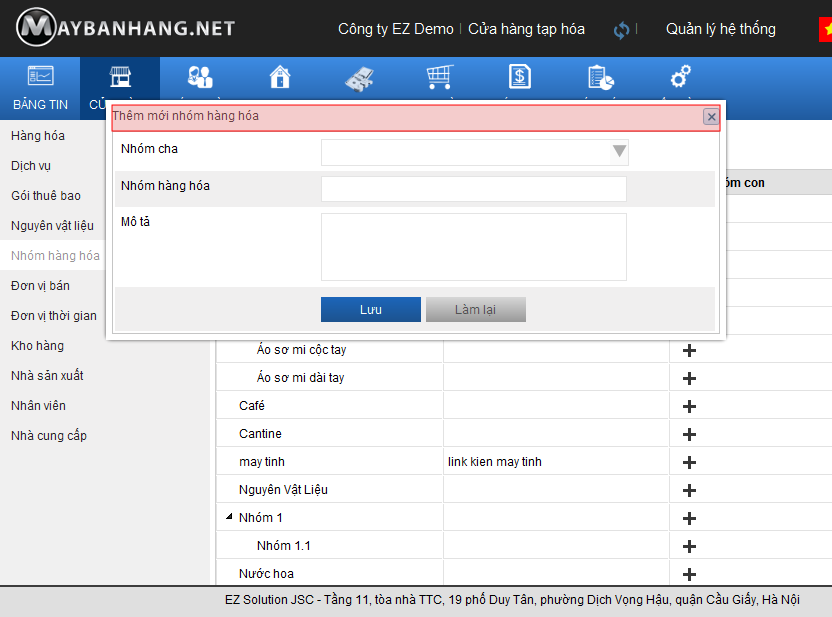 MAYBANHANG.NET
Công ty EZ Demo | Cửa hàng tạp hóa | Quản lý hệ thống
BẢNG TIN
Thêm mới nhóm hàng hóa
Nhóm cha
Nhóm hàng hóa
Mô tả
Lưu Làm lại
Hàng hóa
Dịch vụ
Gói thuê bao
Nguyên vật liệu
Nhóm hàng hóa
Đơn vị bán
Đơn vị thời gian
Kho hàng
Nhà sản xuất
Nhân viên
Nhà cung cấp
con
Áo sơ mi cộc tay
Áo sơ mi dài tay
Café
Cantine
may tinh link kien may tinh
Nguyên Vật Liệu
Nhóm 1
Nhóm 1.1
Nước hoa
EZ Solution JSC - Tầng 11, tòa nhà TTC, 19 phố Duy Tân, phường Dịch Vọng Hậu, quận Cầu Giấy, Hà Nội